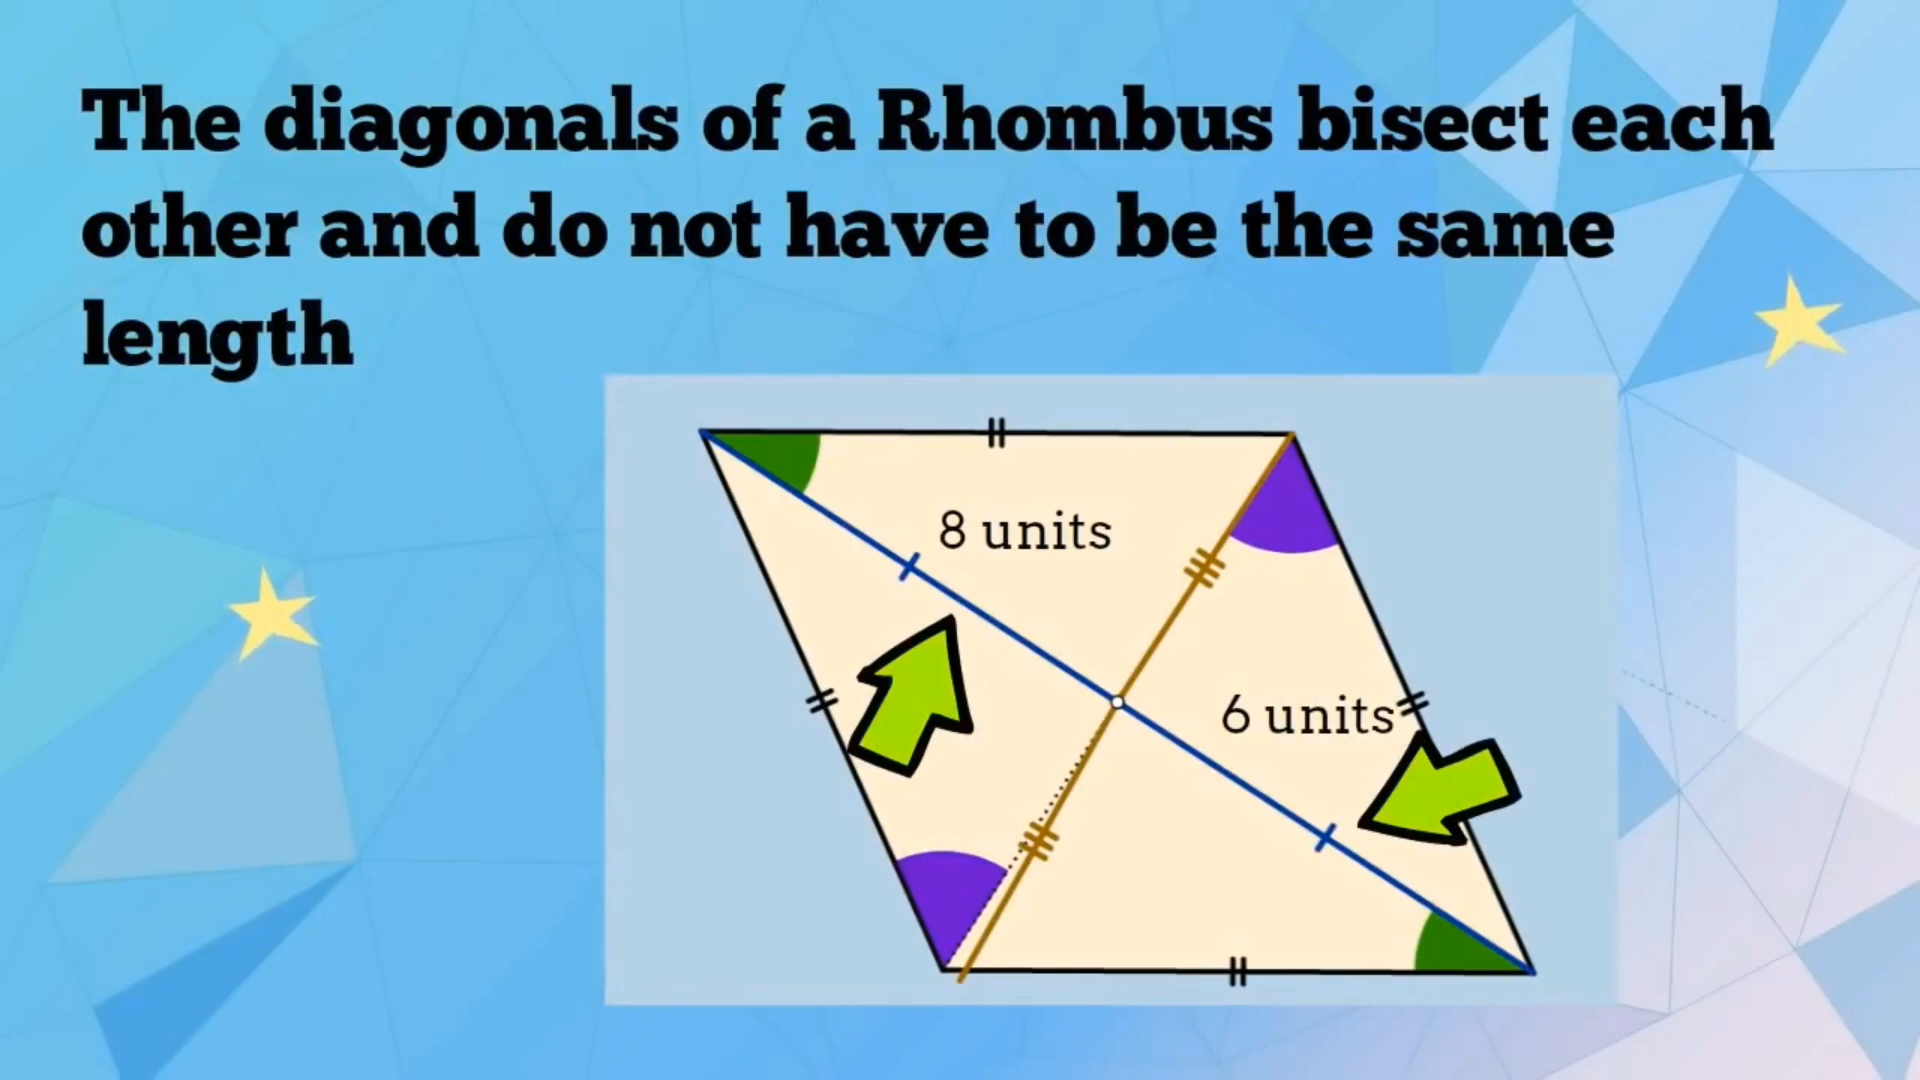 The diagonals of a Rhombus bisect each
other and do not have to be the same
length
8 units
6 units